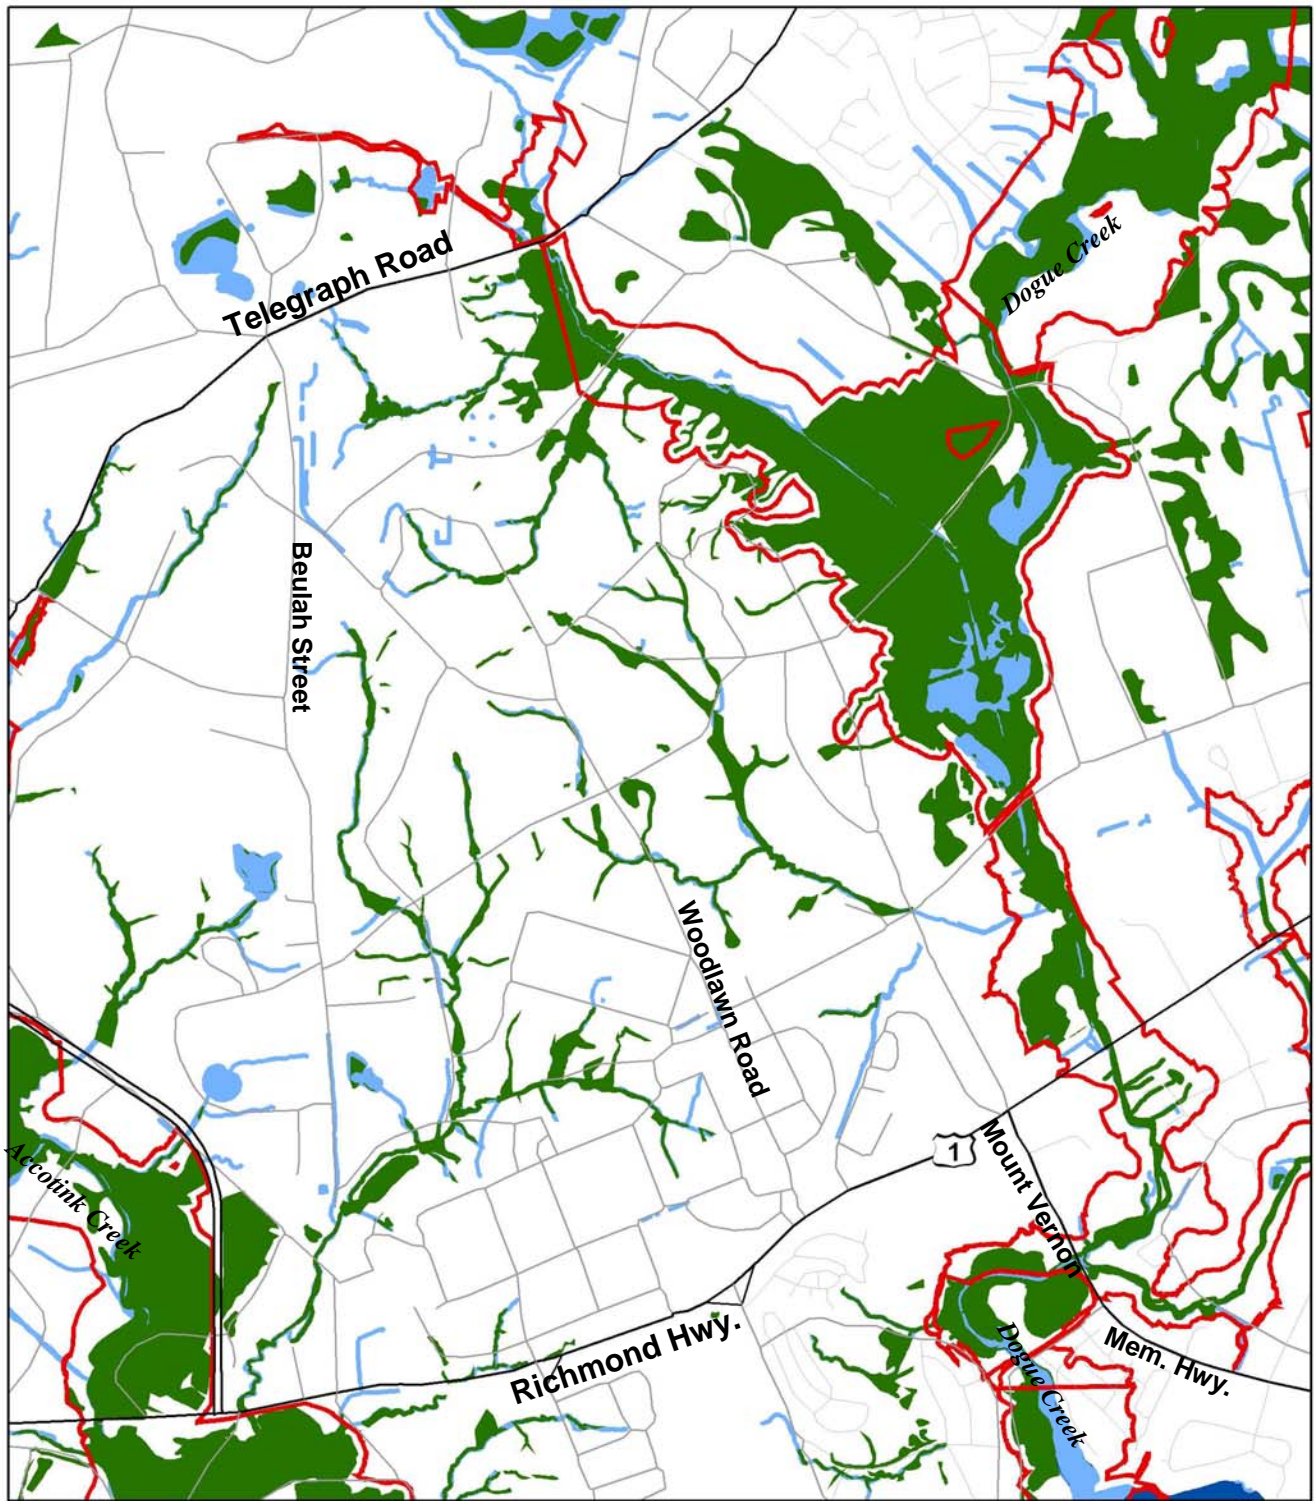 Dogue Creek
Telegraph Road
Beulah Street
Woodlawn Road
Accotink Creek
1
Mount Vernon
Mem. Hwy.
Richmond Hwy.
Dogue Creek